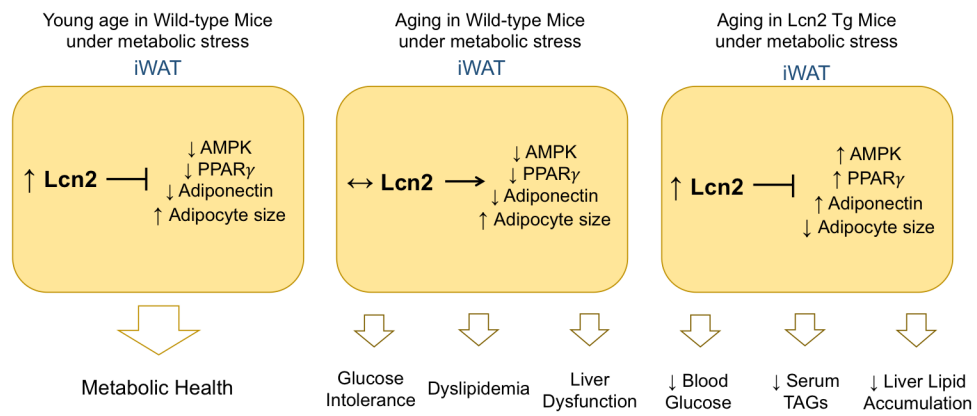 Young age in Wild-type Mice
under metabolic stress
iWAT
↑ Lcn2
↓ AMPK
↓ PPARγ
↓ Adiponectin
↑ Adipocyte size
Metabolic Health
Aging in Wild-type Mice
under metabolic stress
iWAT
↔ Lcn2
↓ AMPK
↓ PPARγ
↓ Adiponectin
↑ Adipocyte size
Glucose
Intolerance
Dyslipidemia
Liver
Dysfunction
Aging in Lcn2 Tg Mice
under metabolic stress
iWAT
↑ Lcn2
↑ AMPK
↑ PPARγ
↑ Adiponectin
↓ Adipocyte size
↓ Blood
Glucose
↓ Serum
TAGs
↓ Liver Lipid
Accumulation